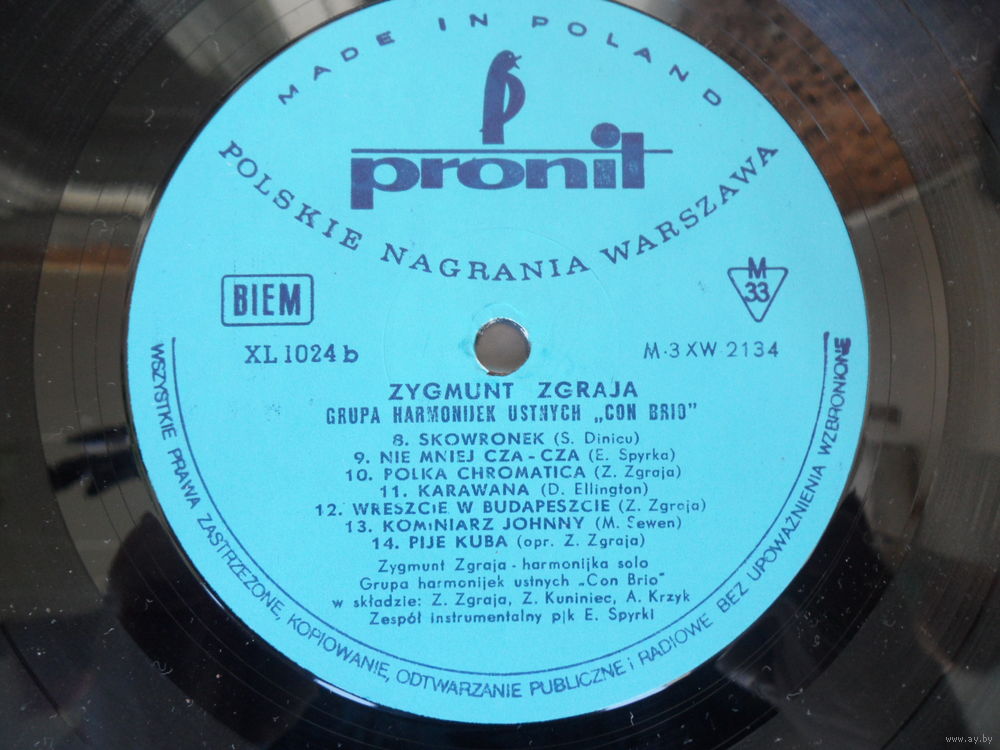 MADE IN POLAND
pronit
POLSKIE NAGRANIA WARSZAWA
BIEM
M
33
XL 1024 b
M-3 XW 2134
ZYGMUNT ZGRAJA
GRUPA HARMONIJEK USTNYCH „CON BRIO”
8. SKOWRONEK (S. Dinicu)
9. NIE MNIEJ CZA-CZA (E. Spyrka)
10. POLKA CHROMATICA (Z. Zgraja)
11. KARAWANA (D. Ellington)
12. WRESZCIE W BUDAPESZCIE (Z. Zgraja)
13. KOMINIARZ JOHNNY (M. Sewen)
14. PIJE KUBA (opr. Z. Zgraja)
Zygmunt Zgraja - harmonijka solo
Grupa harmonijek ustnych „Con Brio”
w składzie: Z. Zgraja, Z. Kuniniec, A. Krzyk
Zespół instrumentalny p/k E. Spyrki
WSZYSTKIE PRAWA ZASTRZEŻONE, KOPIOWANIE, ODTWARZANIE PUBLICZNE i RADIOWE BEZ UPOWAŻNIENIA WZBRONIONE
www.ay.by